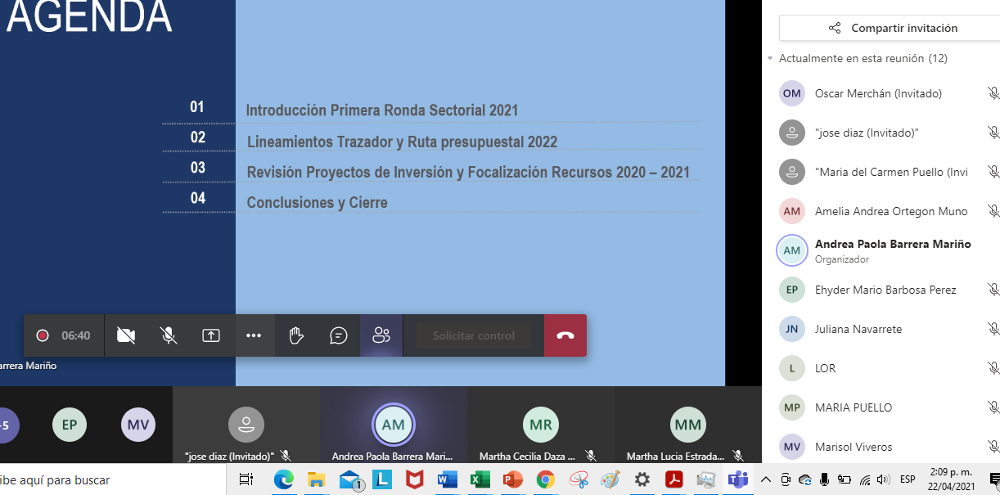 AGENDA
01 Introducción Primera Ronda Sectorial 2021
02 Lineamientos Trazador y Ruta presupuestal 2022
03 Revisión Proyectos de Inversión y Focalización Recursos 2020 – 2021
04 Conclusiones y Cierre
06:40
Solicitar control
arrera Mariño
-5
EP
MV
"jose diaz (Invitado)"
AM
Andrea Paola Barrera Mari...
MR
Martha Cecilia Daza ...
MM
Martha Lucia Estrada...
Compartir invitación
Actualmente en esta reunión (12)
OM Oscar Merchán (Invitado)
"jose diaz (Invitado)"
"Maria del Carmen Puello (Invi
AM Amelia Andrea Ortegon Muno
AM Andrea Paola Barrera Mariño
Organizador
EP Ehyder Mario Barbosa Perez
JN Juliana Navarrete
L LOR
MP MARIA PUELLO
MV Marisol Viveros
ibe aquí para buscar
1
L
ESP
2:09 p. m.
22/04/2021